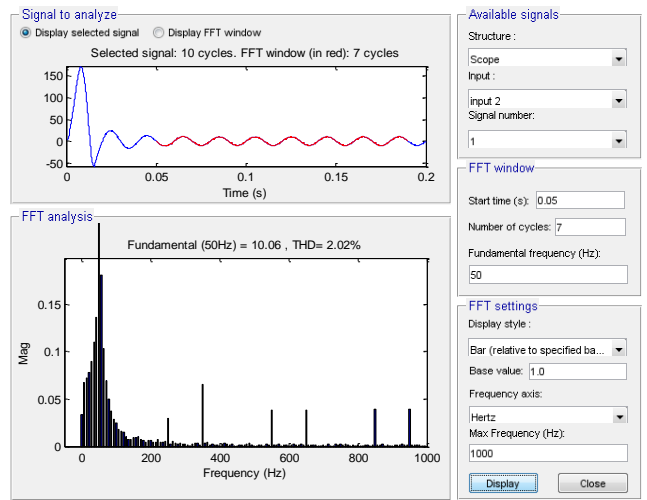 Signal to analyze
Display selected signal
Display FFT window
Selected signal: 10 cycles. FFT window (in red): 7 cycles
150
100
50
0
-50
0
0.05
0.1
0.15
0.2
Time (s)
FFT analysis
Fundamental (50Hz) = 10.06 , THD= 2.02%
0.15
0.1
0.05
0
Mag
0
200
400
600
800
1000
Frequency (Hz)
Available signals
Structure :
Scope
Input :
input 2
Signal number:
1
FFT window
Start time (s): 0.05
Number of cycles: 7
Fundamental frequency (Hz):
50
FFT settings
Display style :
Bar (relative to specified ba...
Base value: 1.0
Frequency axis:
Hertz
Max Frequency (Hz):
1000
Display
Close